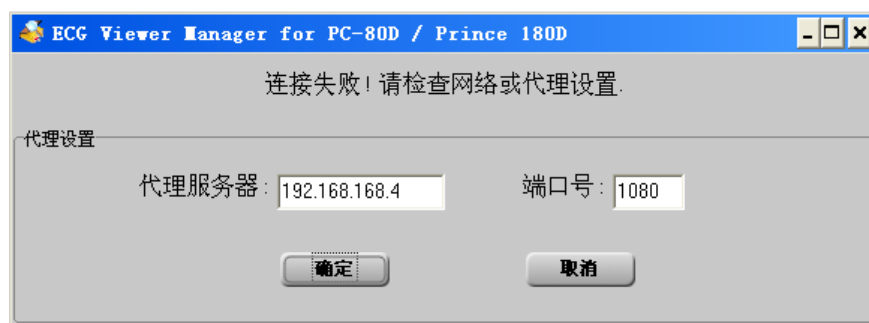 ECG Viewer Manager for PC-80D / Prince 180D
连接失败!请检查网络或代理设置.
代理设置
代理服务器: 192.168.168.4 端口号: 1080
确定 取消